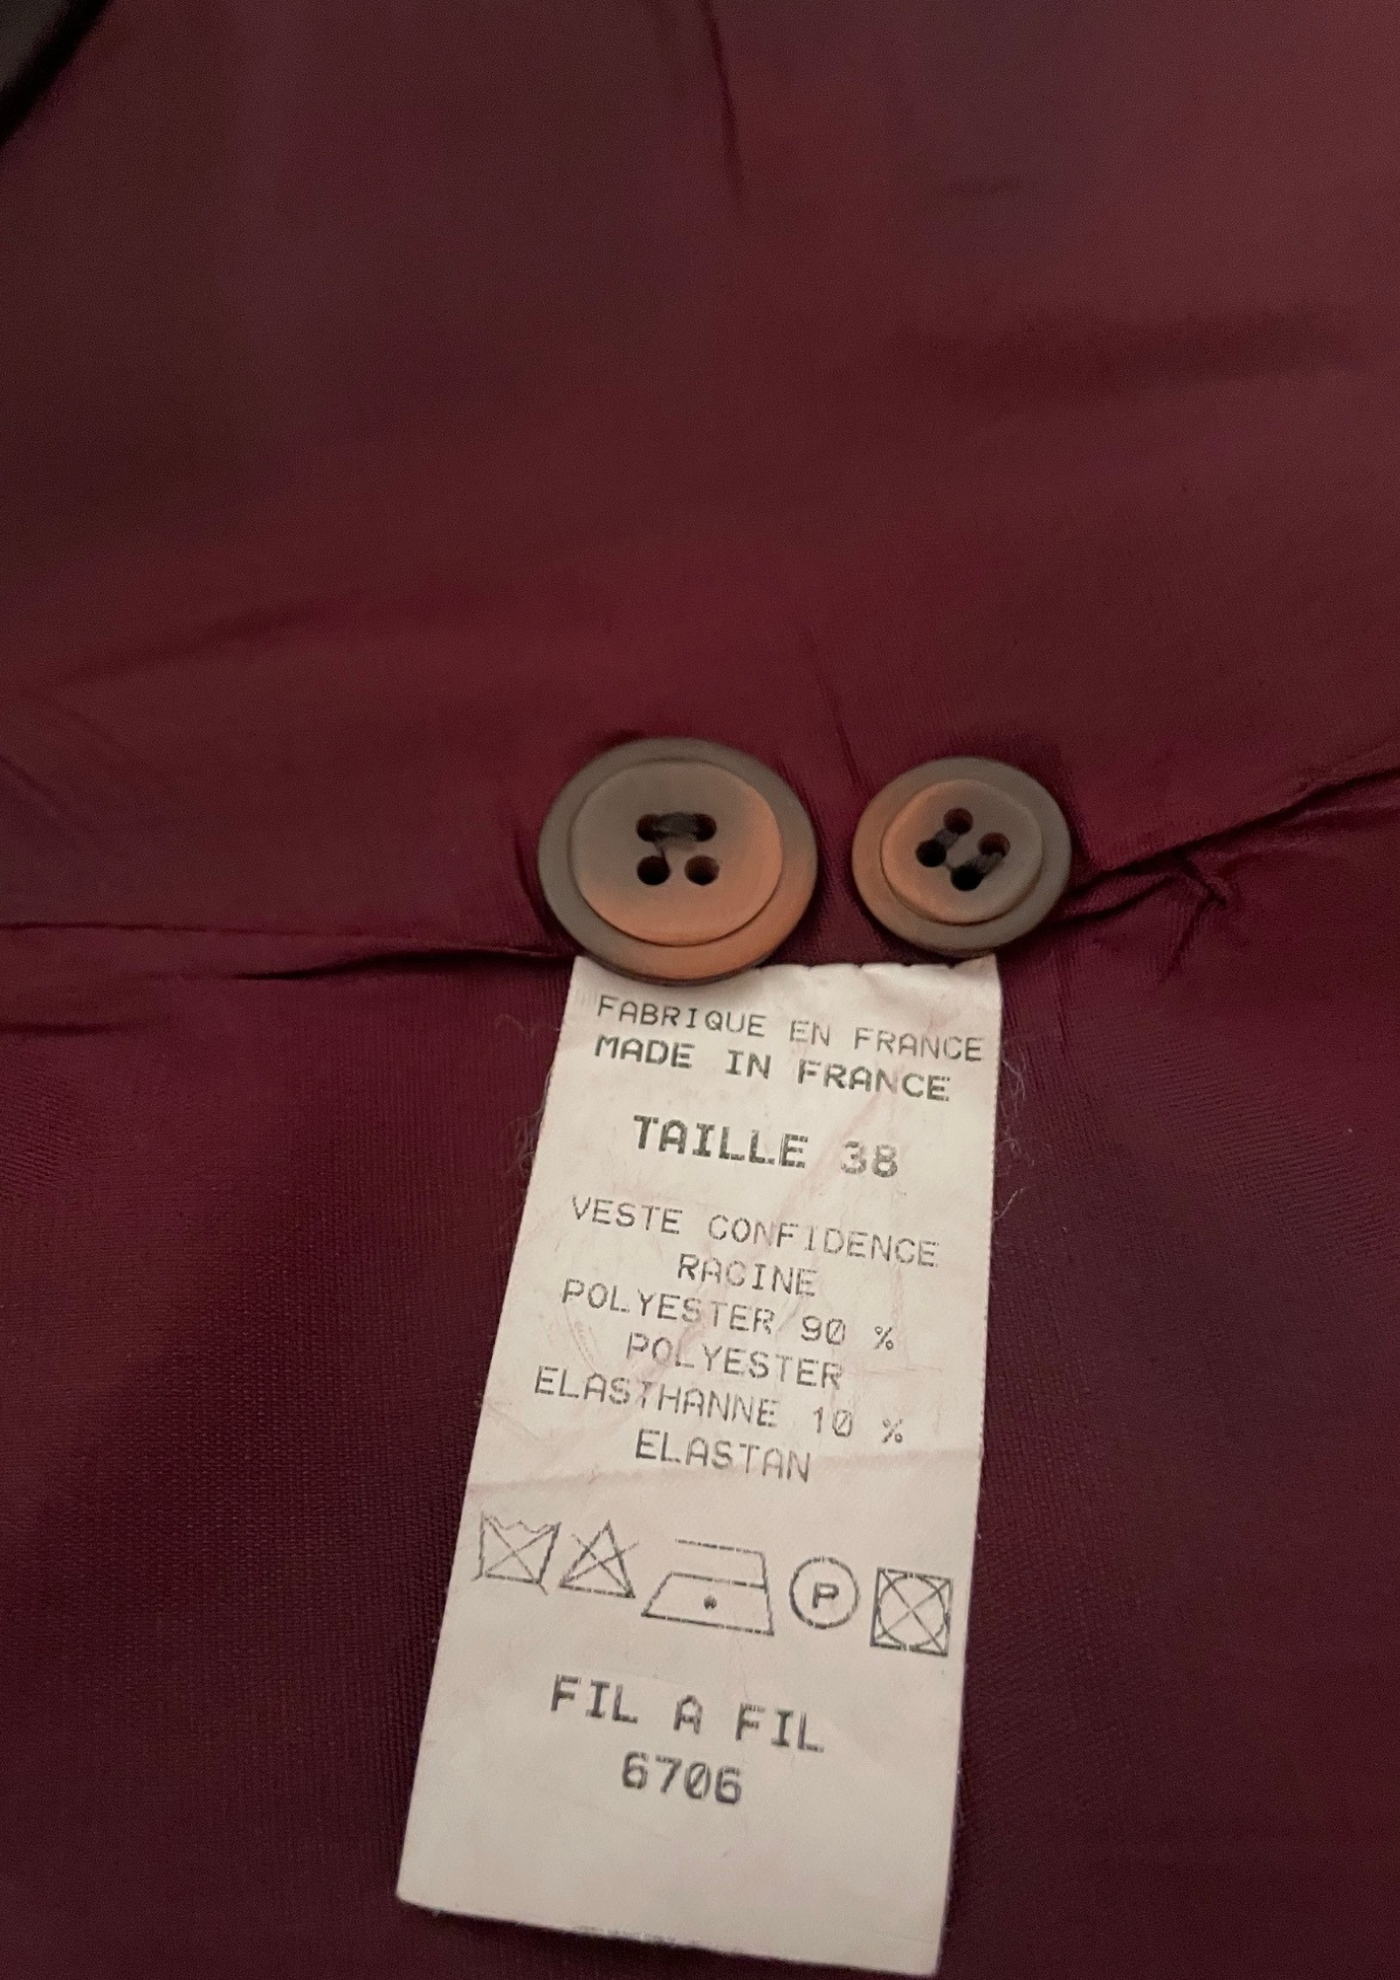 FABRIQUE EN FRANCE
MADE IN FRANCE
TAILLE 38
VESTE CONFIDENCE
RACINE
POLYESTER 90 %
POLYESTER
ELASTHANNE 10 %
ELASTAN
P
FIL A FIL
6706